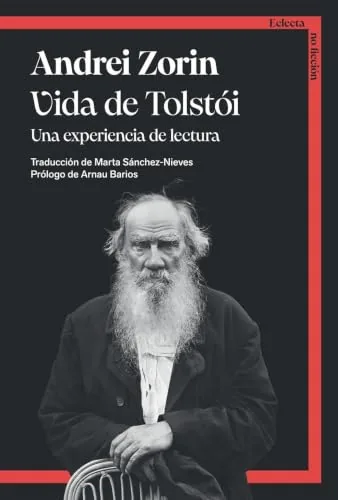 Eclecta
no ficción
Andrei Zorin
Vida de Tolstói
Una experiencia de lectura
Traducción de Marta Sánchez-Nieves
Prólogo de Arnau Barios